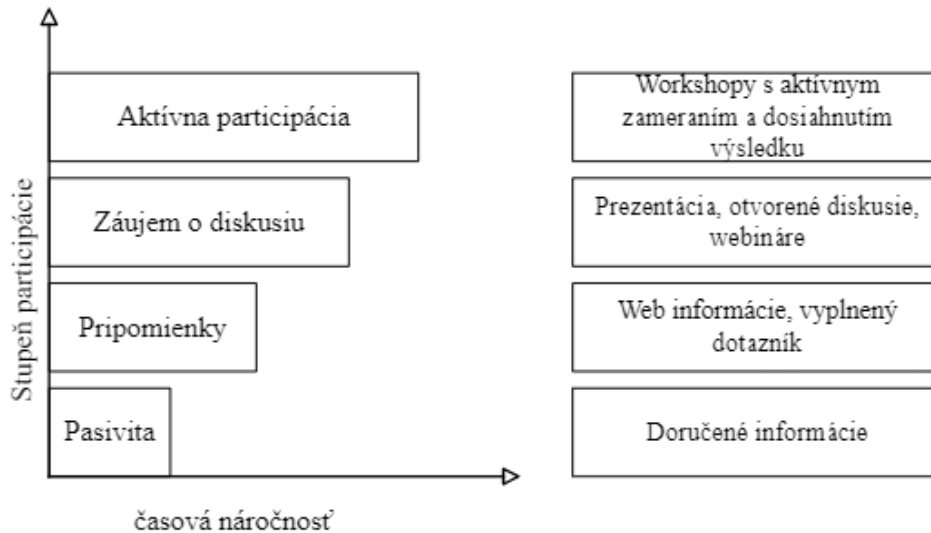 Stupeň participácie
Aktívna participácia
Workshopy s aktívnym
zameraním a dosiahnutím
výsledku
Záujem o diskusiu
Prezentácia, otvorené diskusie,
webináre
Pripomienky
Web informácie, vyplnený
dotazník
Pasivita
Doručené informácie
časová náročnosť